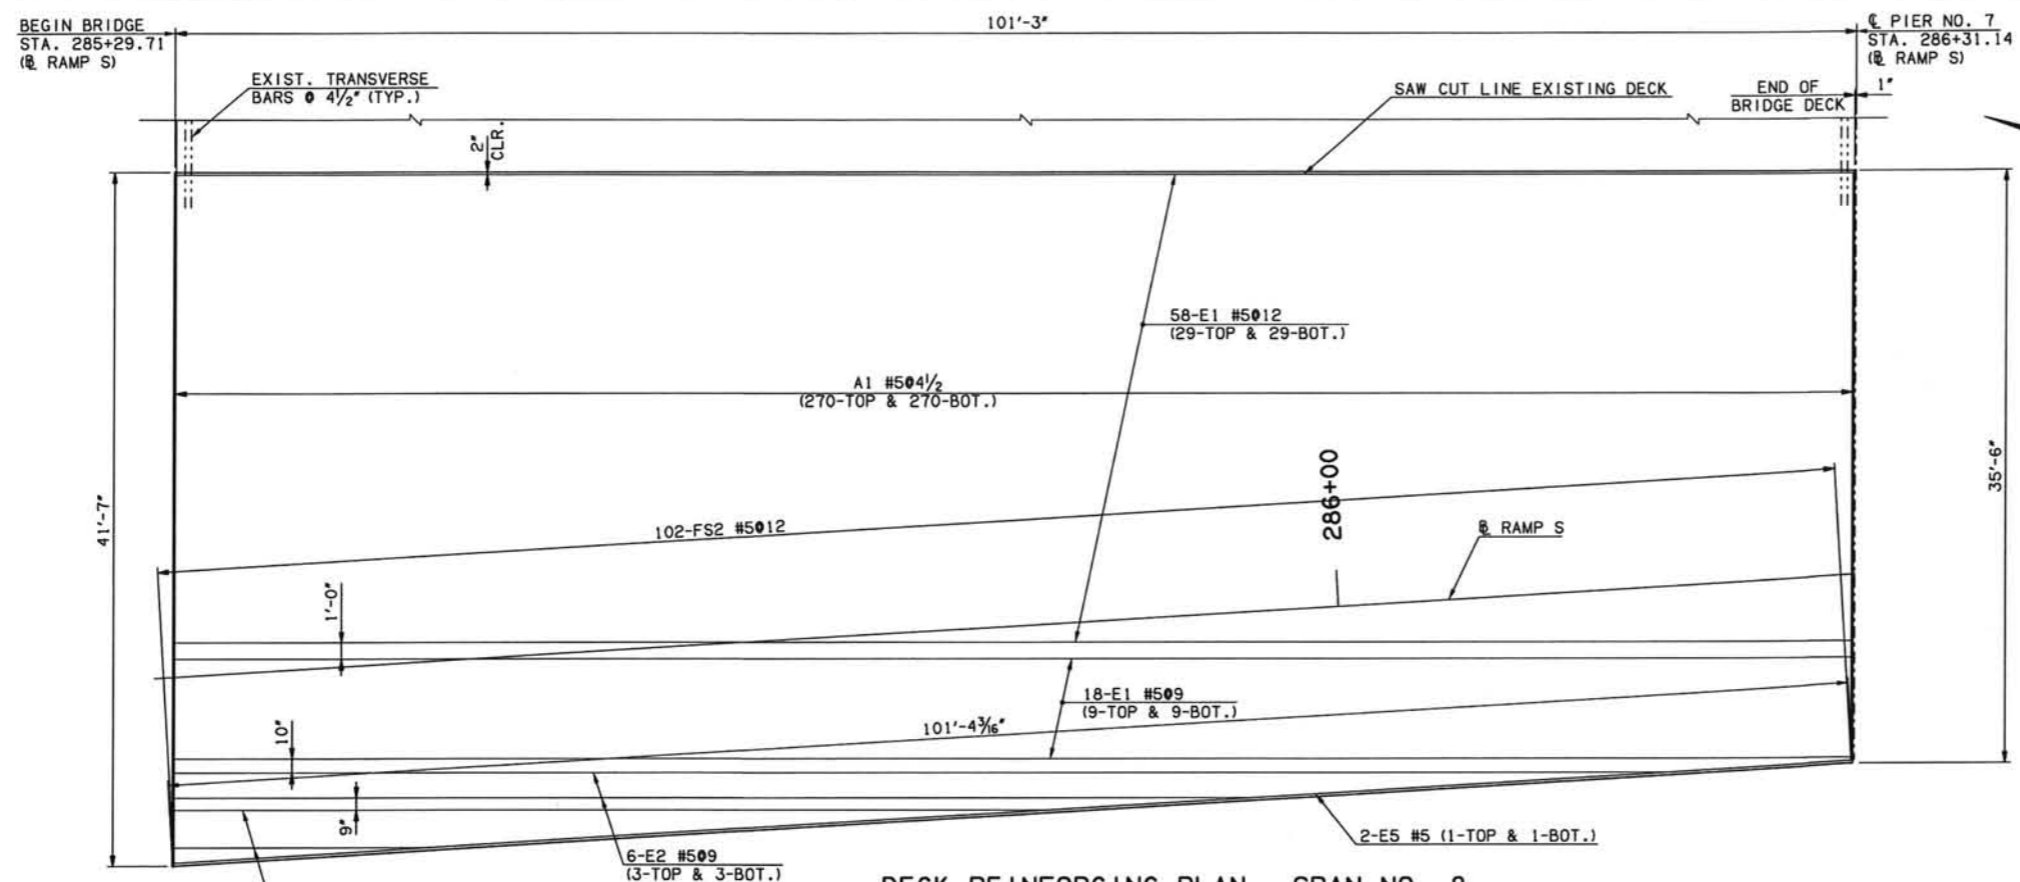 BEGIN BRIDGE
STA. 285+29.71
(℄ RAMP S)
101'-3"
℄ PIER NO. 7
STA. 286+31.14
(℄ RAMP S)
EXIST. TRANSVERSE
BARS @ 4½" (TYP.)
2"
CLR.
SAW CUT LINE EXISTING DECK
END OF
BRIDGE DECK
1"
58-E1 #5@12
(29-TOP & 29-BOT.)
A1 #5@4½
(270-TOP & 270-BOT.)
41'-7"
35'-6"
102-FS2 #5@12
286+00
℄ RAMP S
1'-0"
18-E1 #5@9
(9-TOP & 9-BOT.)
101'-4³⁄₁₆"
10"
9"
6-E2 #5@9
(3-TOP & 3-BOT.)
2-E5 #5 (1-TOP & 1-BOT.)